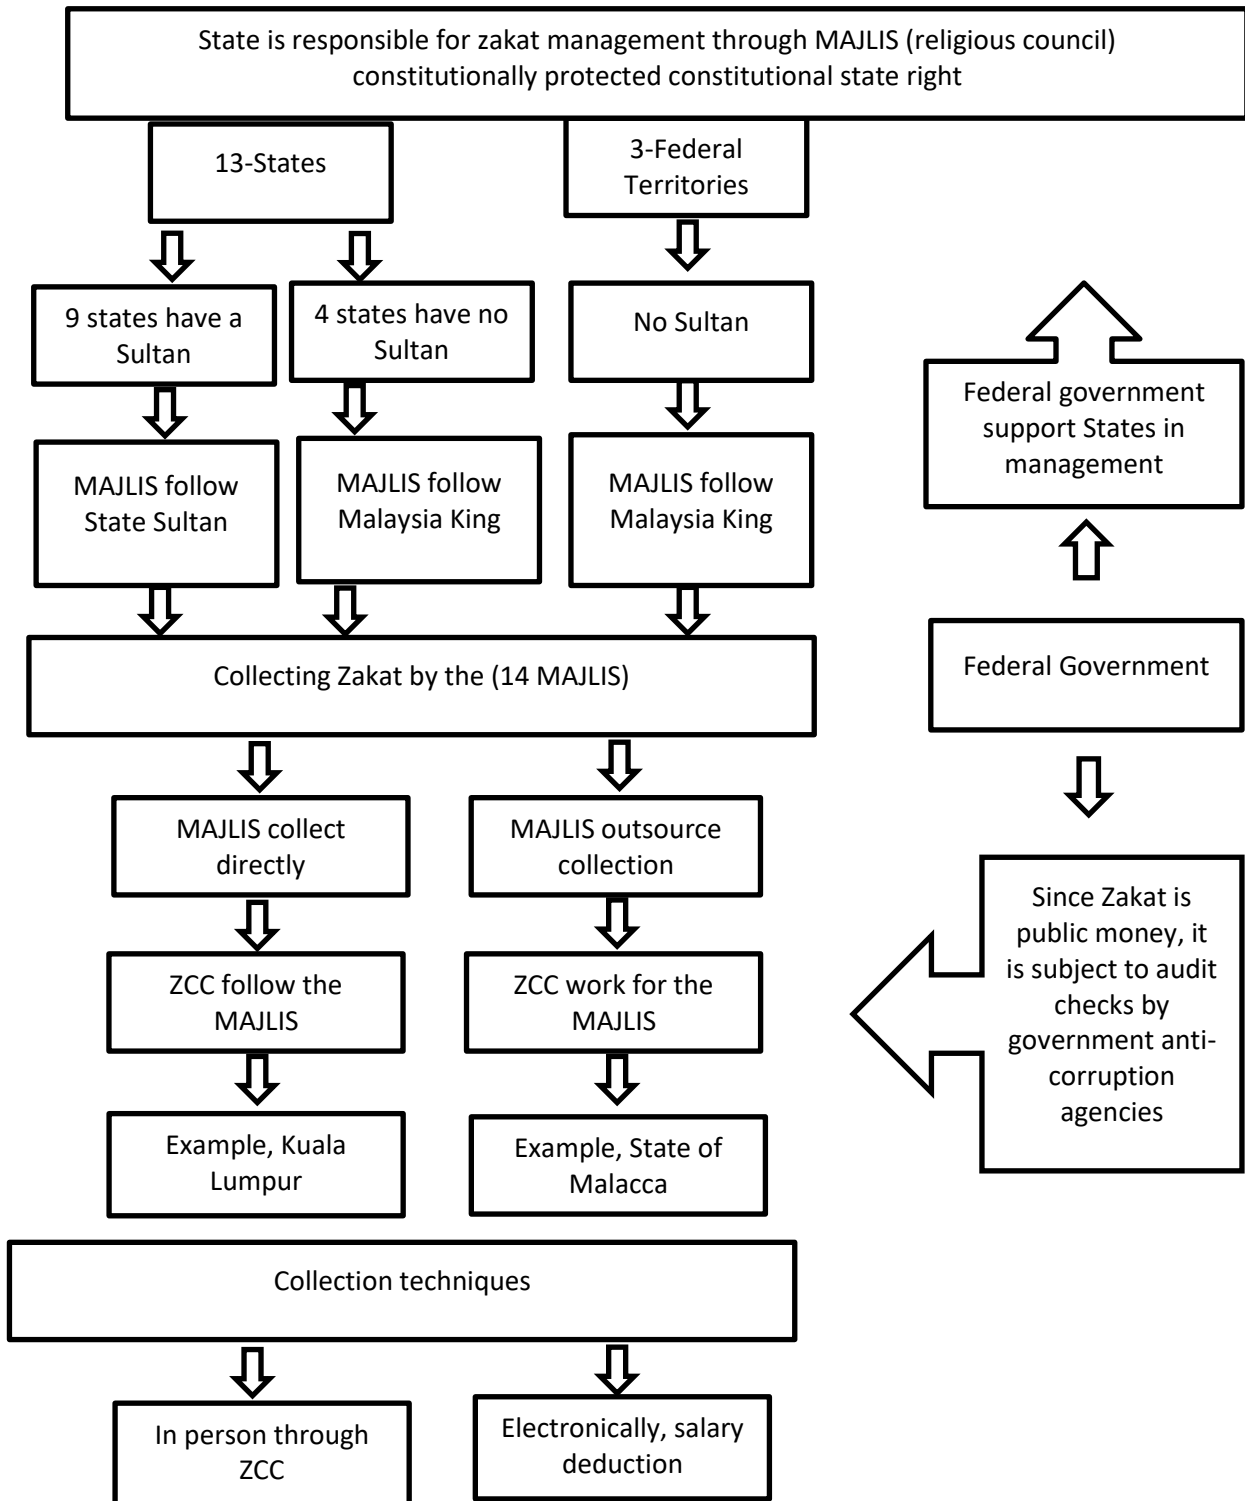 State is responsible for zakat management through MAJLIS (religious council)
constitutionally protected constitutional state right
13-States
3-Federal
Territories
9 states have a
Sultan
4 states have no
Sultan
No Sultan
MAJLIS follow
State Sultan
MAJLIS follow
Malaysia King
MAJLIS follow
Malaysia King
Federal government
support States in
management
Federal Government
Collecting Zakat by the (14 MAJLIS)
MAJLIS collect
directly
MAJLIS outsource
collection
ZCC follow the
MAJLIS
ZCC work for the
MAJLIS
Since Zakat is
public money, it
is subject to audit
checks by
government anti-
corruption
agencies
Example, Kuala
Lumpur
Example, State of
Malacca
Collection techniques
In person through
ZCC
Electronically, salary
deduction